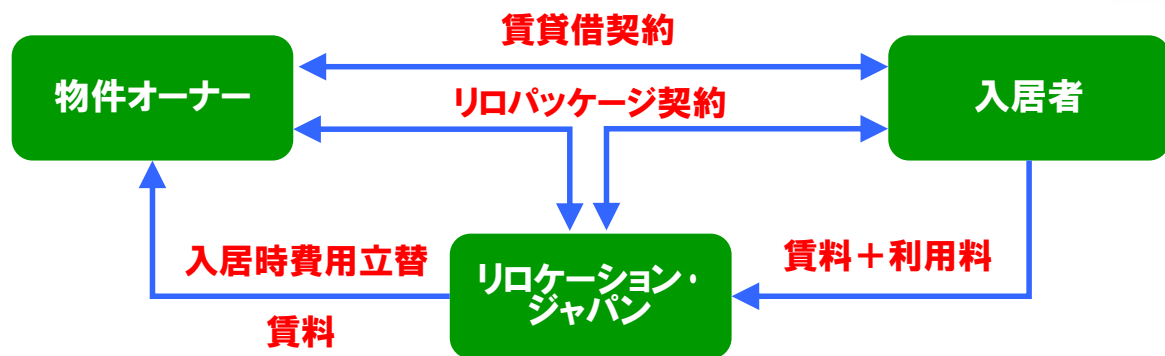 賃貸借契約
物件オーナー
入居者
リロパッケージ契約
入居時費用立替
賃料
リロケーション・
ジャパン
賃料+利用料